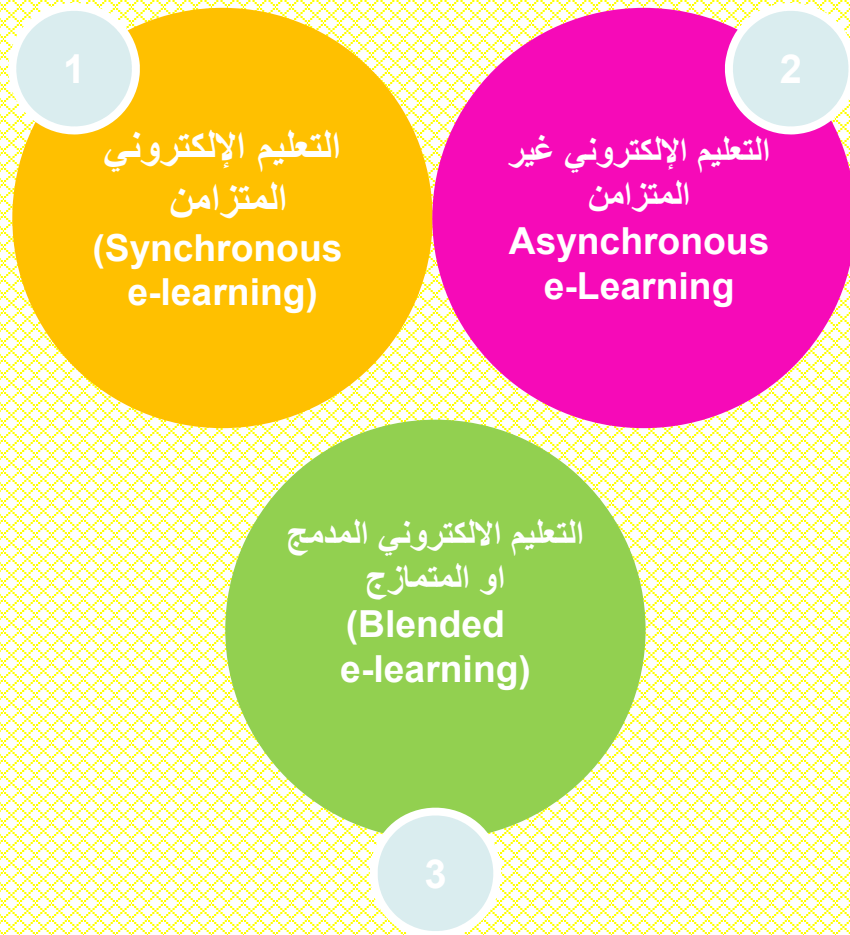 1
التعليم الإلكتروني
المتزامن
(Synchronous
e-learning)
2
التعليم الإلكتروني غير
المتزامن
Asynchronous
e-Learning
التعليم الالكتروني المدمج
او المتمازج
(Blended
e-learning)
3